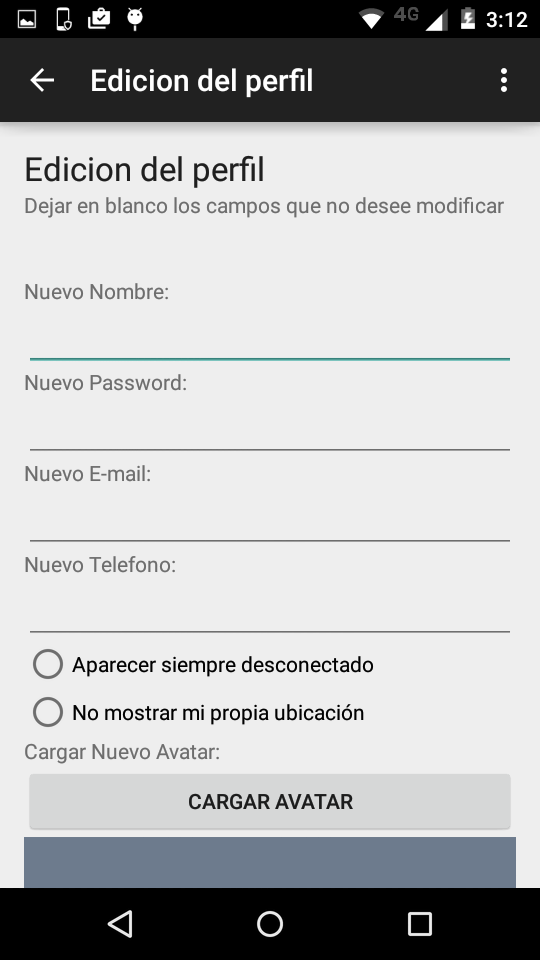 4G 3:12
Edicion del perfil
Edicion del perfil
Dejar en blanco los campos que no desee modificar
Nuevo Nombre:
Nuevo Password:
Nuevo E-mail:
Nuevo Telefono:
Aparecer siempre desconectado
No mostrar mi propia ubicación
Cargar Nuevo Avatar:
CARGAR AVATAR